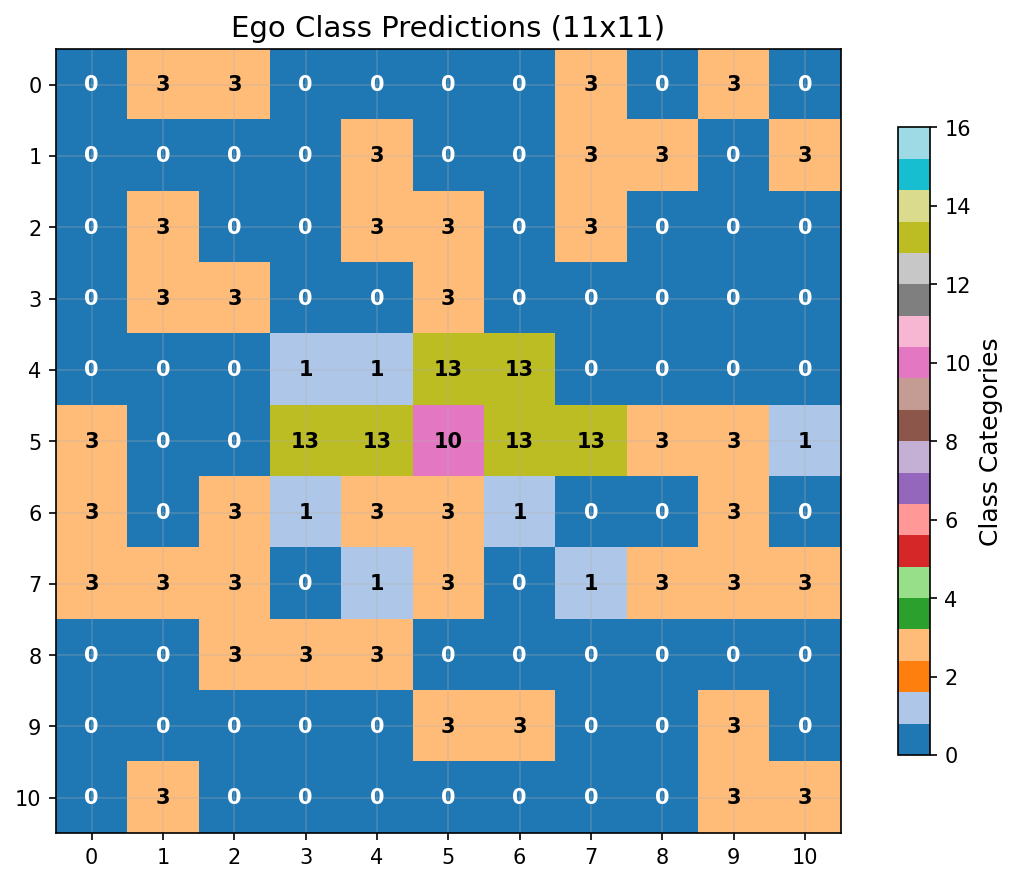 Ego Class Predictions (11x11)
0 0 3 3 0 0 0 0 3 0 3 0
1 0 0 0 0 3 0 0 3 3 0 3
2 0 3 0 0 3 3 0 3 0 0 0
3 0 3 3 0 0 3 0 0 0 0 0
4 0 0 0 1 1 13 13 0 0 0 0
5 3 0 0 13 13 10 13 13 3 3 1
6 3 0 3 1 3 3 1 0 0 3 0
7 3 3 3 0 1 3 0 1 3 3 3
8 0 0 3 3 3 0 0 0 0 0 0
9 0 0 0 0 0 3 3 0 0 3 0
10 0 3 0 0 0 0 0 0 0 3 3
0 1 2 3 4 5 6 7 8 9 10
16
14
12
10
8
6
4
2
0
Class Categories